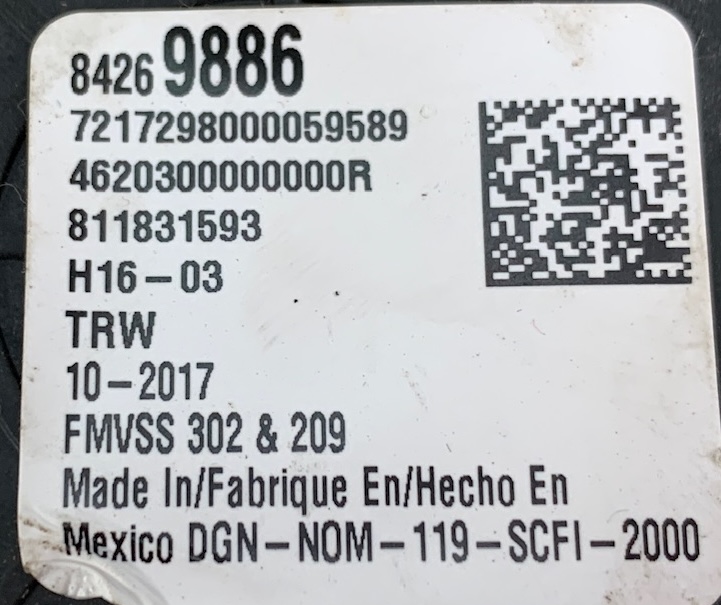 8426 9886
7217298000059589
4620300000000R
811831593
H16-03
TRW
10-2017
FMVSS 302 & 209
Made In/Fabrique En/Hecho En
Mexico DGN-NOM-119-SCFI-2000